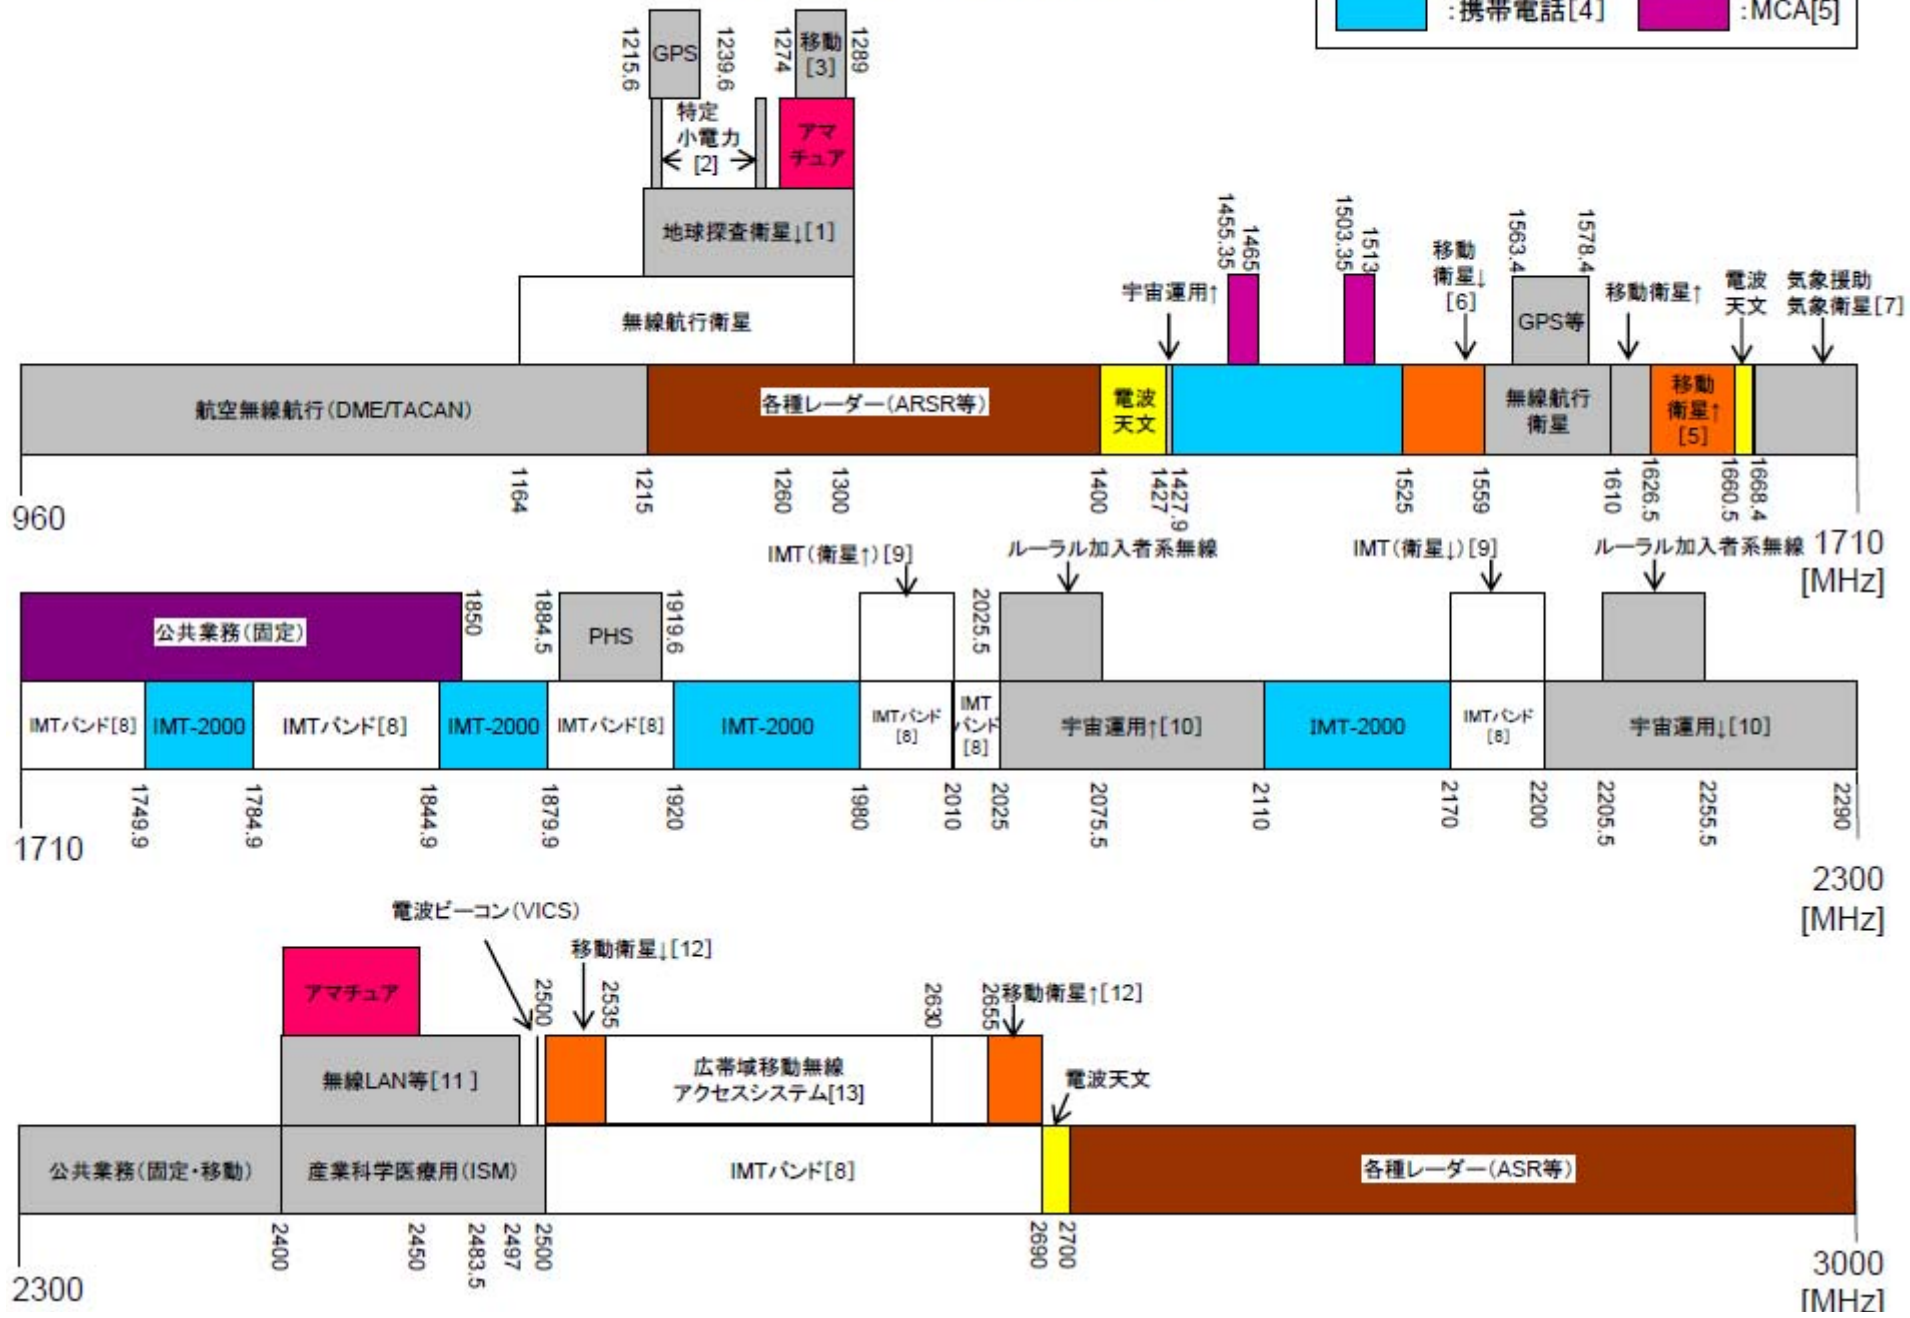 :携帯電話[4]
:MCA[5]
1215.6
GPS
1239.6
1274
移動
[3]
1289
特定
小電力
[2]
アマ
チュア
地球探査衛星↓[1]
無線航行衛星
宇宙運用↑
1455.35
1465
1503.35
1513
移動
衛星↓
[6]
1563.4
1578.4
GPS等
移動衛星↑
電波
天文
気象援助
気象衛星[7]
航空無線航行(DME/TACAN)
各種レーダー(ARSR等)
電波
天文
無線航行
衛星
移動
衛星↑
[5]
960
1164
1215
1260
1300
1400
1427
1427.9
1525
1559
1610
1626.5
1660.5
1668.4
1710
[MHz]
IMT(衛星↑)[9]
ルーラル加入者系無線
IMT(衛星↓)[9]
ルーラル加入者系無線
公共業務(固定)
1850
1884.5
PHS
1919.6
2025.5
IMTバンド[8]
IMT-2000
IMTバンド[8]
IMT-2000
IMTバンド[8]
IMT-2000
IMTバンド
[8]
IMT
バンド
[8]
宇宙運用↑[10]
IMT-2000
IMTバンド
[8]
宇宙運用↓[10]
1710
1749.9
1784.9
1844.9
1879.9
1920
1980
2010
2025
2075.5
2110
2170
2200
2205.5
2255.5
2290
2300
[MHz]
電波ビーコン(VICS)
移動衛星↓[12]
アマチュア
2500
2535
2630
2655
移動衛星↑[12]
無線LAN等[11]
広帯域移動無線
アクセスシステム[13]
電波天文
公共業務(固定・移動)
産業科学医療用(ISM)
IMTバンド[8]
各種レーダー(ASR等)
2300
2400
2450
2483.5
2497
2500
2690
2700
3000
[MHz]